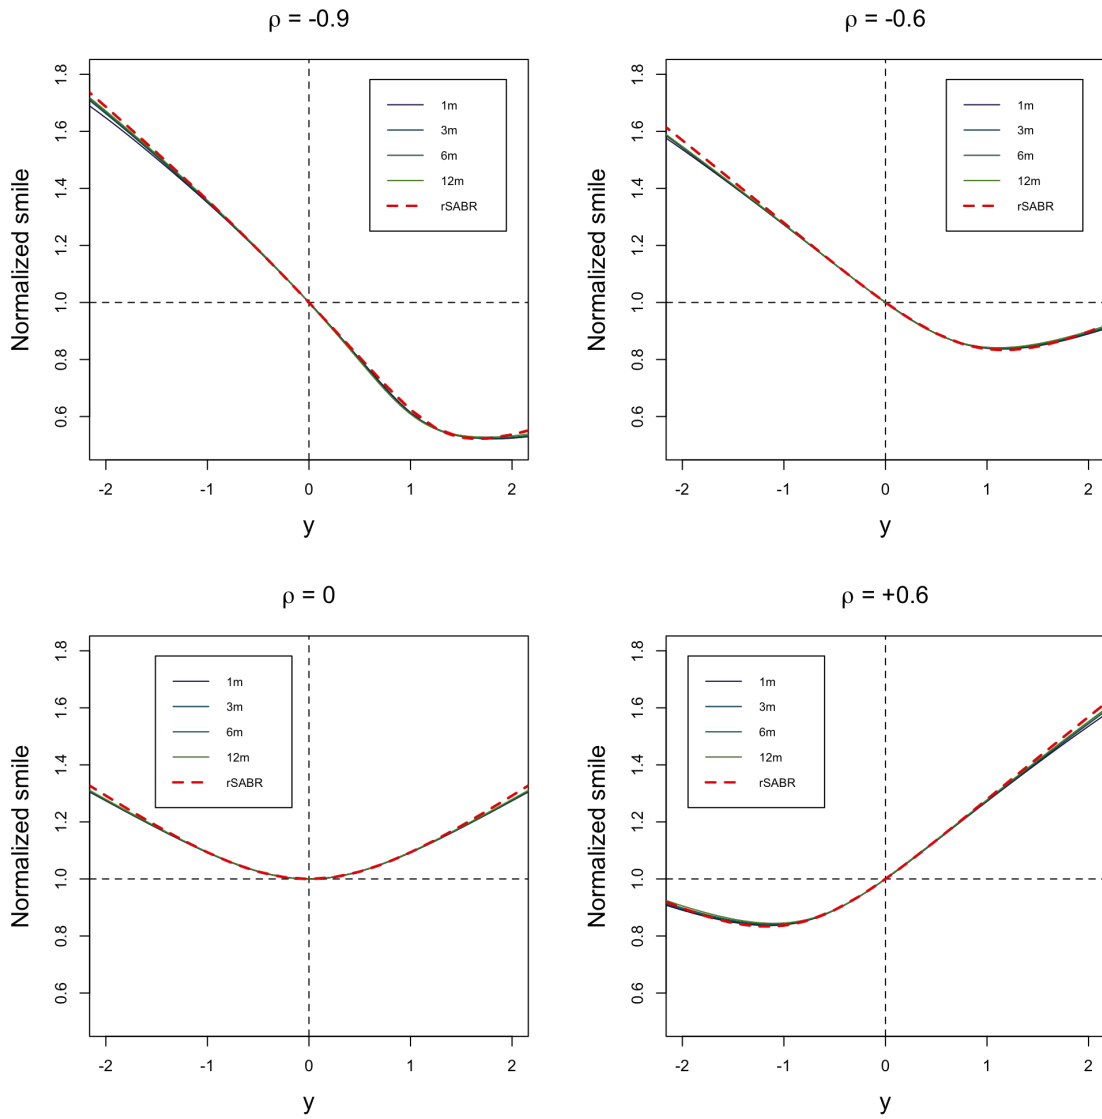 ρ = -0.9
Normalized smile
1.8
1.6
1.4
1.2
1.0
0.8
0.6
1m
3m
6m
12m
rSABR
-2 -1 0 1 2
y
ρ = -0.6
Normalized smile
1.8
1.6
1.4
1.2
1.0
0.8
0.6
1m
3m
6m
12m
rSABR
-2 -1 0 1 2
y
ρ = 0
Normalized smile
1.8
1.6
1.4
1.2
1.0
0.8
0.6
1m
3m
6m
12m
rSABR
-2 -1 0 1 2
y
ρ = +0.6
Normalized smile
1.8
1.6
1.4
1.2
1.0
0.8
0.6
1m
3m
6m
12m
rSABR
-2 -1 0 1 2
y